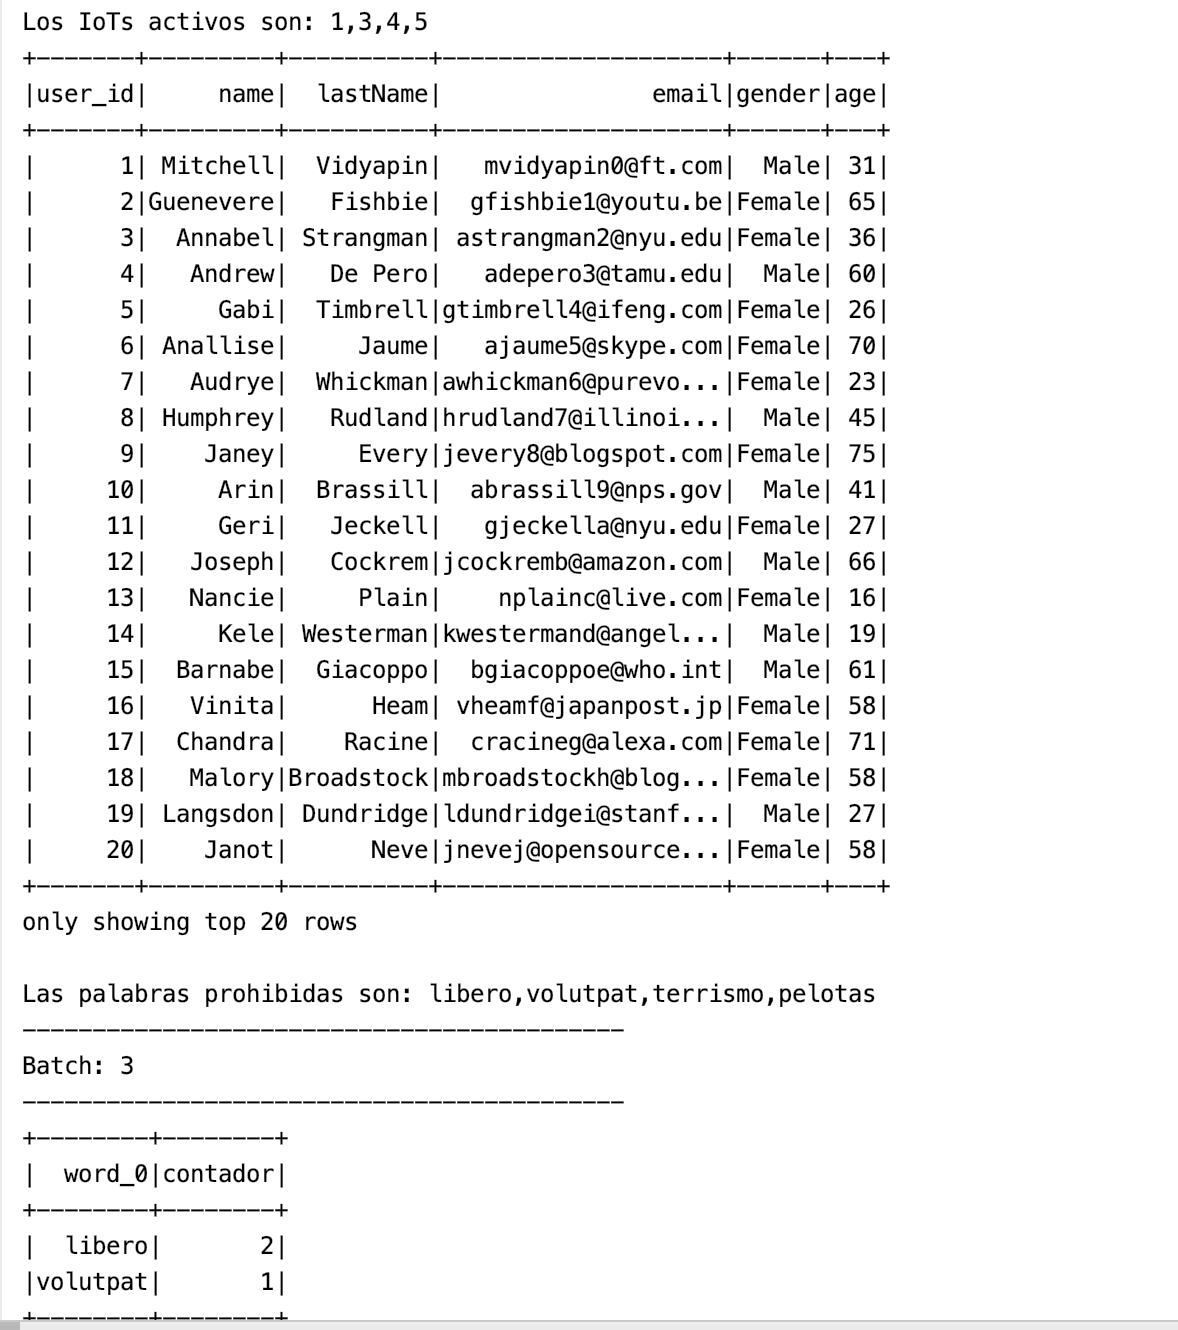 Los IoTs activos son: 1,3,4,5
+-------+---------+----------+--------------------+------+---+
|user_id|     name|  lastName|               email|gender|age|
+-------+---------+----------+--------------------+------+---+
|      1| Mitchell|  Vidyapin|   mvidyapin0@ft.com|  Male| 31|
|      2|Guenevere|   Fishbie|  gfishbie1@youtu.be|Female| 65|
|      3|  Annabel| Strangman| astrangman2@nyu.edu|Female| 36|
|      4|   Andrew|   De Pero|   adepero3@tamu.edu|  Male| 60|
|      5|     Gabi|  Timbrell|gtimbrell4@ifeng.com|Female| 26|
|      6| Anallise|     Jaume|   ajaume5@skype.com|Female| 70|
|      7|   Audrye|  Whickman|awhickman6@purevo...|Female| 23|
|      8| Humphrey|   Rudland|hrudland7@illinoi...|  Male| 45|
|      9|    Janey|     Every|jevery8@blogspot.com|Female| 75|
|     10|     Arin|  Brassill|  abrassill9@nps.gov|  Male| 41|
|     11|     Geri|   Jeckell|   gjeckella@nyu.edu|Female| 27|
|     12|   Joseph|   Cockrem|jcockremb@amazon.com|  Male| 66|
|     13|   Nancie|     Plain|    nplainc@live.com|Female| 16|
|     14|     Kele| Westerman|kwestermand@angel...|  Male| 19|
|     15|  Barnabe|  Giacoppo|  bgiacoppoe@who.int|  Male| 61|
|     16|   Vinita|      Heam| vheamf@japanpost.jp|Female| 58|
|     17|  Chandra|    Racine|  cracineg@alexa.com|Female| 71|
|     18|   Malory|Broadstock|mbroadstockh@blog...|Female| 58|
|     19| Langsdon| Dundridge|ldundridgei@stanf...|  Male| 27|
|     20|    Janot|      Neve|jnevej@opensource...|Female| 58|
+-------+---------+----------+--------------------+------+---+
only showing top 20 rows
Las palabras prohibidas son: libero,volutpat,terrismo,pelotas
-------------------------------------------
Batch: 3
-------------------------------------------
+--------+--------+
|  word_0|contador|
+--------+--------+
|  libero|       2|
|volutpat|       1|
+--------+--------+